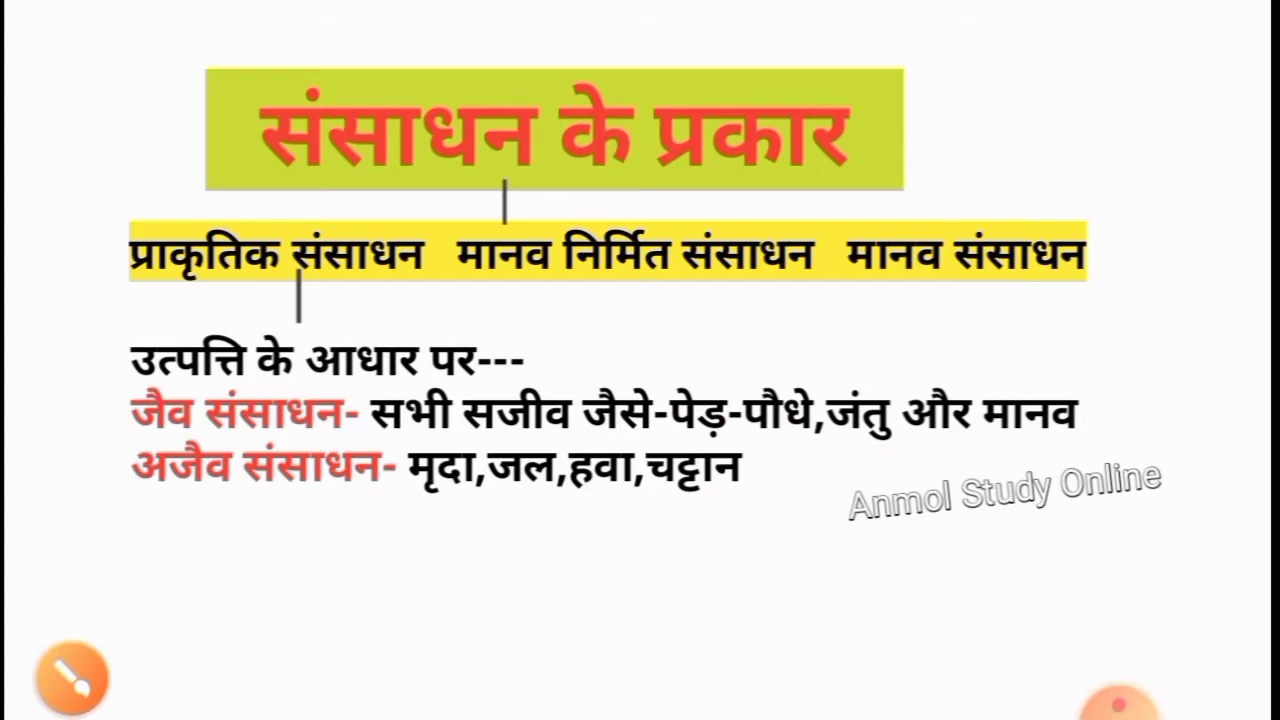 संसाधन के प्रकार
प्राकृतिक संसाधन मानव निर्मित संसाधन मानव संसाधन
उत्पत्ति के आधार पर---
जैव संसाधन- सभी सजीव जैसे-पेड़-पौधे,जंतु और मानव
अजैव संसाधन- मृदा,जल,हवा,चट्टान
Anmol Study Online